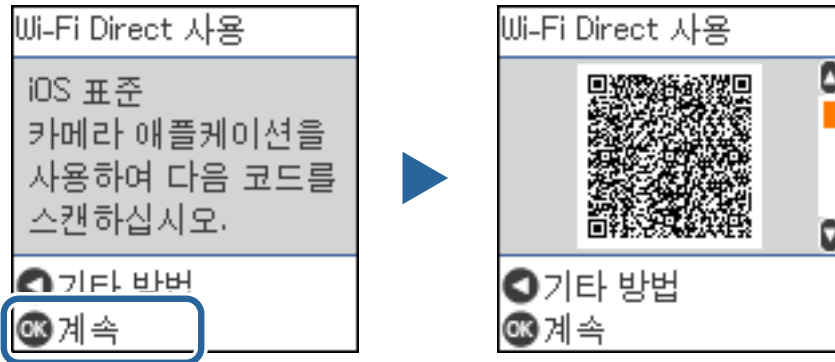 Wi-Fi Direct 사용
iOS 표준
카메라 애플케이션을
사용하여 다음 코드를
스캔하십시오.
기타 방법
OK 계속
Wi-Fi Direct 사용
기타 방법
OK 계속